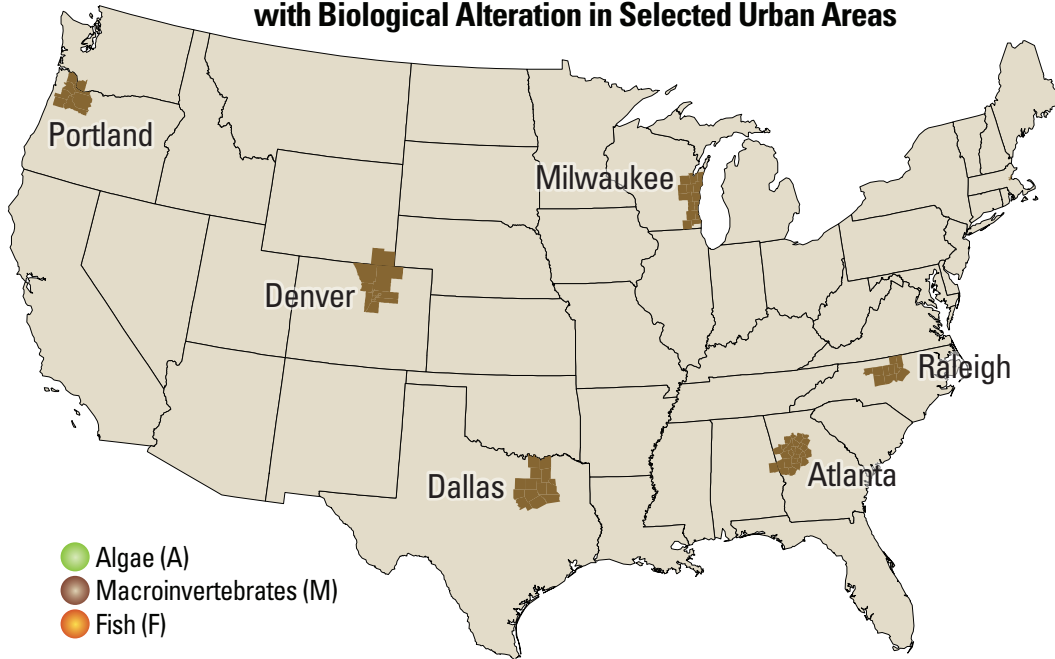 with Biological Alteration in Selected Urban Areas
Portland
Milwaukee
Denver
Raleigh
Dallas
Atlanta
Algae (A)
Macroinvertebrates (M)
Fish (F)